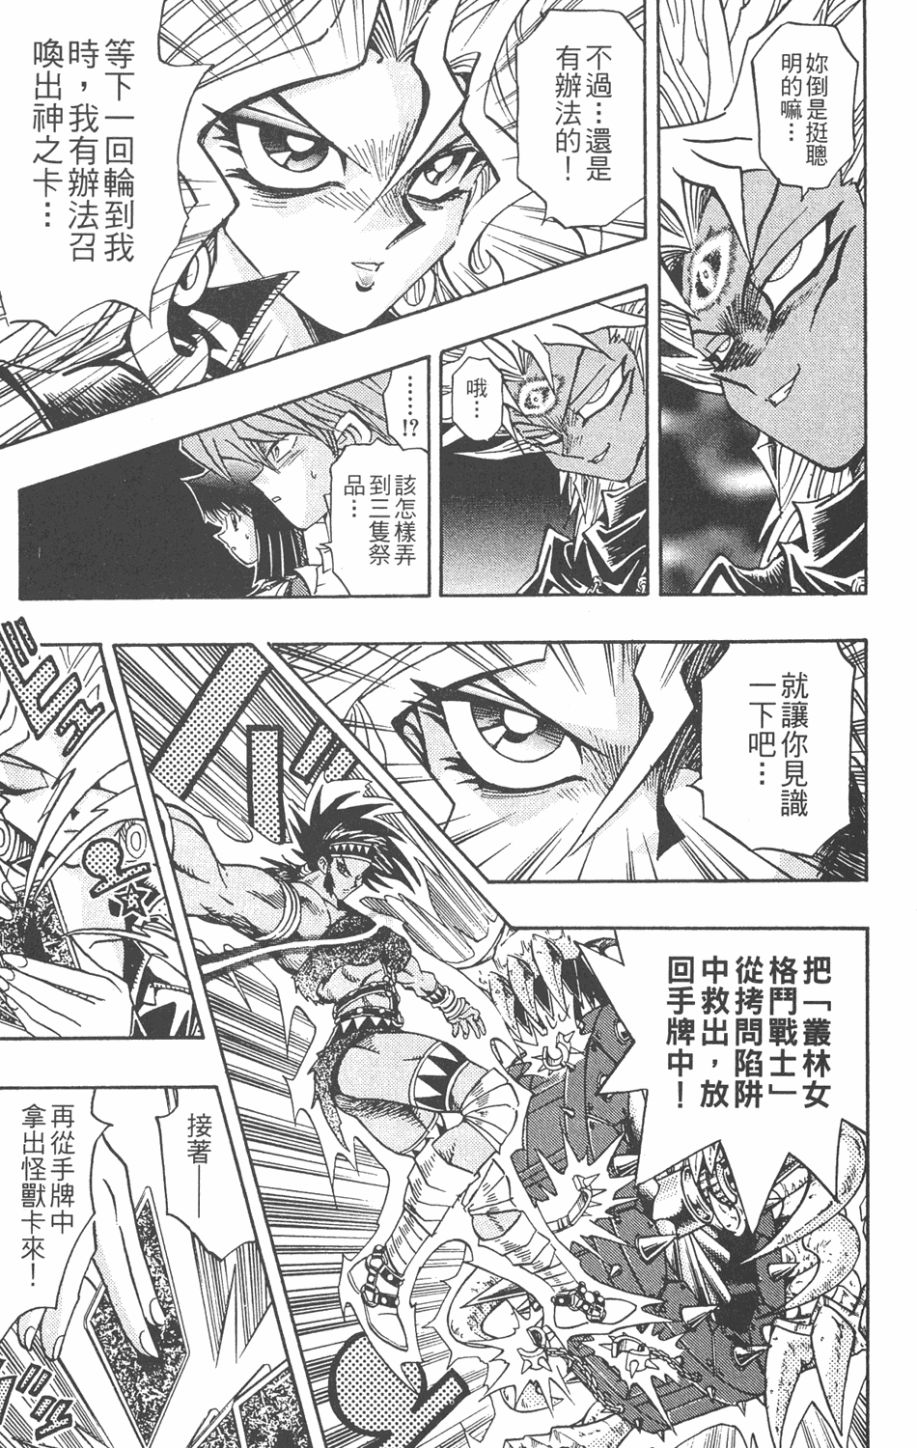 妳倒是挺聰
明的嘛…
不過…還是
有辦法的！
等下一回輪到我
時，我有辦法召
喚出神之卡…
哦…
……!?
該怎樣弄
到三隻祭
品…
就讓你見識
一下吧…
把「叢林女
格鬥戰士」
從拷問陷阱
中救出，放
回手牌中！
接著──
再從手牌中
拿出怪獸卡來！